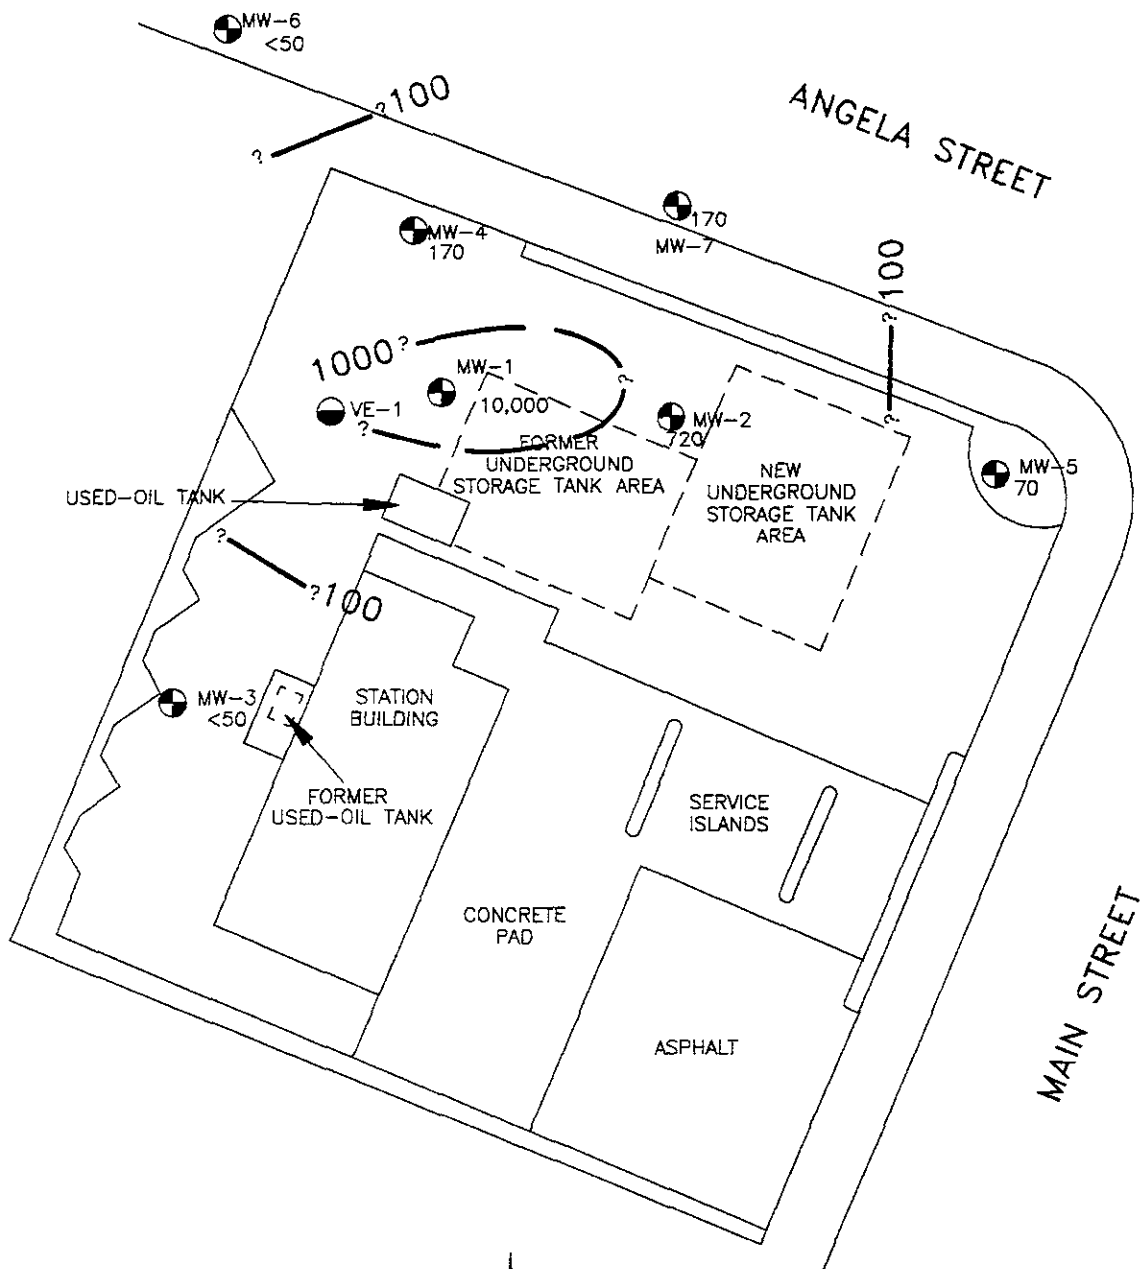 MW-6
<50
?100
?
ANGELA STREET
170
MW-7
MW-4
170
100
?
?
1000?
?
?
MW-1
10,000
VE-1
MW-2
720
FORMER
UNDERGROUND
STORAGE TANK AREA
NEW
UNDERGROUND
STORAGE TANK
AREA
MW-5
70
USED-OIL TANK
?
?100
MW-3
<50
STATION
BUILDING
FORMER
USED-OIL TANK
SERVICE
ISLANDS
CONCRETE
PAD
ASPHALT
MAIN STREET